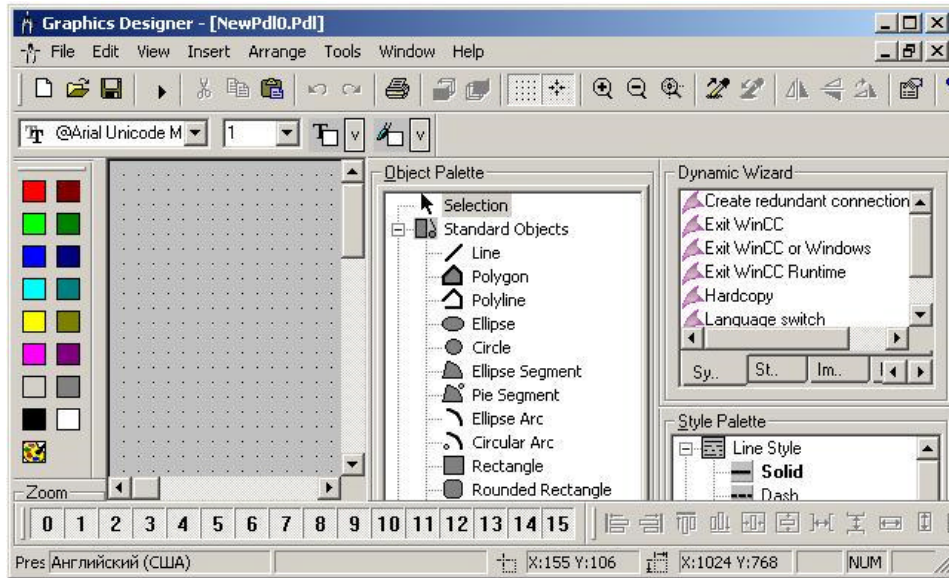 Graphics Designer - [NewPdl0.Pdl]
File Edit View Insert Arrange Tools Window Help
@Arial Unicode M 1
Object Palette
Selection
Standard Objects
Line
Polygon
Polyline
Ellipse
Circle
Ellipse Segment
Pie Segment
Ellipse Arc
Circular Arc
Rectangle
Rounded Rectangle
Dynamic Wizard
Create redundant connection
Exit WinCC
Exit WinCC or Windows
Exit WinCC Runtime
Hardcopy
Language switch
Sy.. St.. Im..
Style Palette
Line Style
Solid
Dash
Zoom
0 1 2 3 4 5 6 7 8 9 10 11 12 13 14 15
Pres Английский (США) X:155 Y:106 X:1024 Y:768 NUM